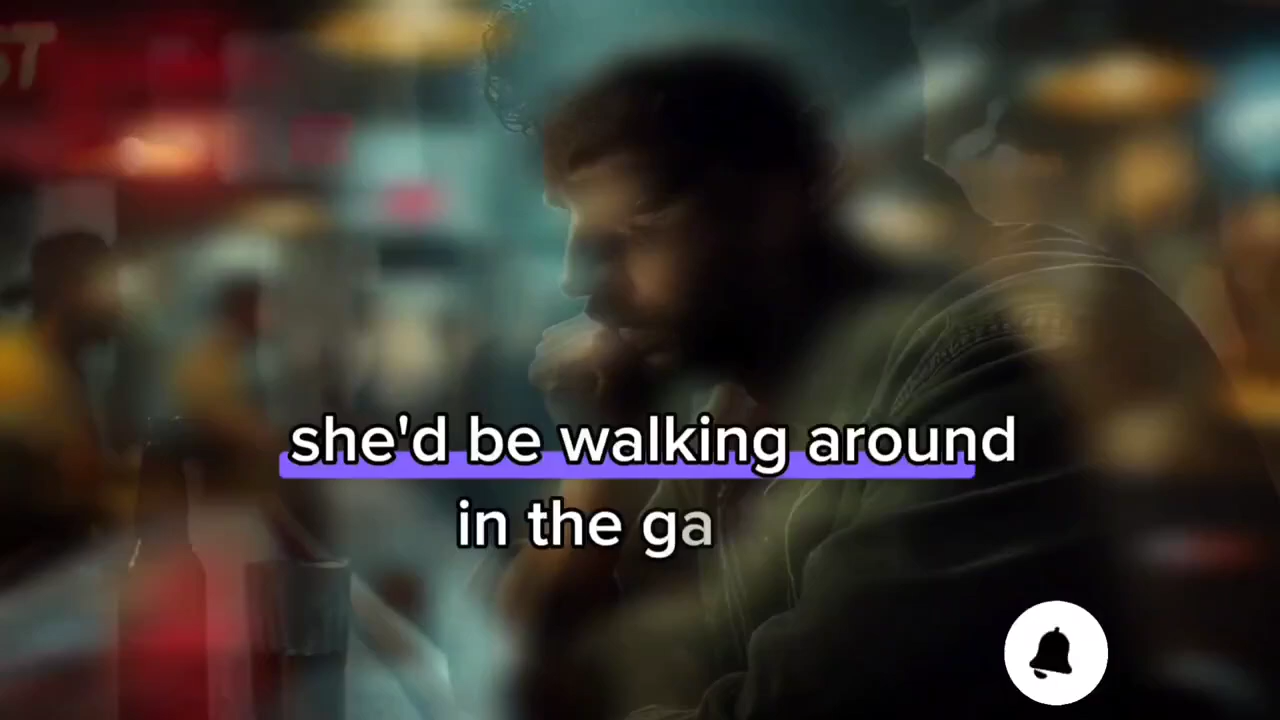 she'd be walking around
in the ga